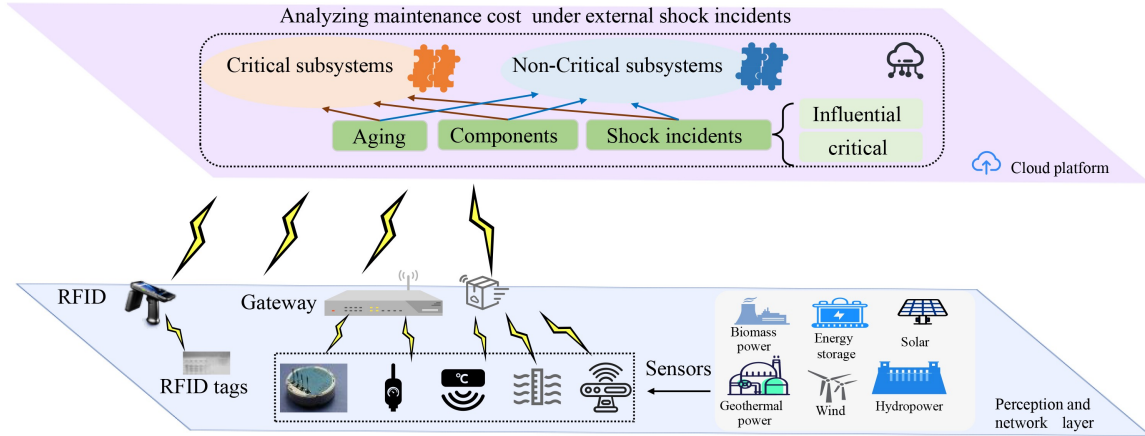 Analyzing maintenance cost under external shock incidents
Critical subsystems
Non-Critical subsystems
Aging
Components
Shock incidents
Influential
critical
Cloud platform
RFID
Gateway
RFID tags
°C
Sensors
Biomass
power
Energy
storage
Solar
Geothermal
power
Wind
Hydropower
Perception and
network layer